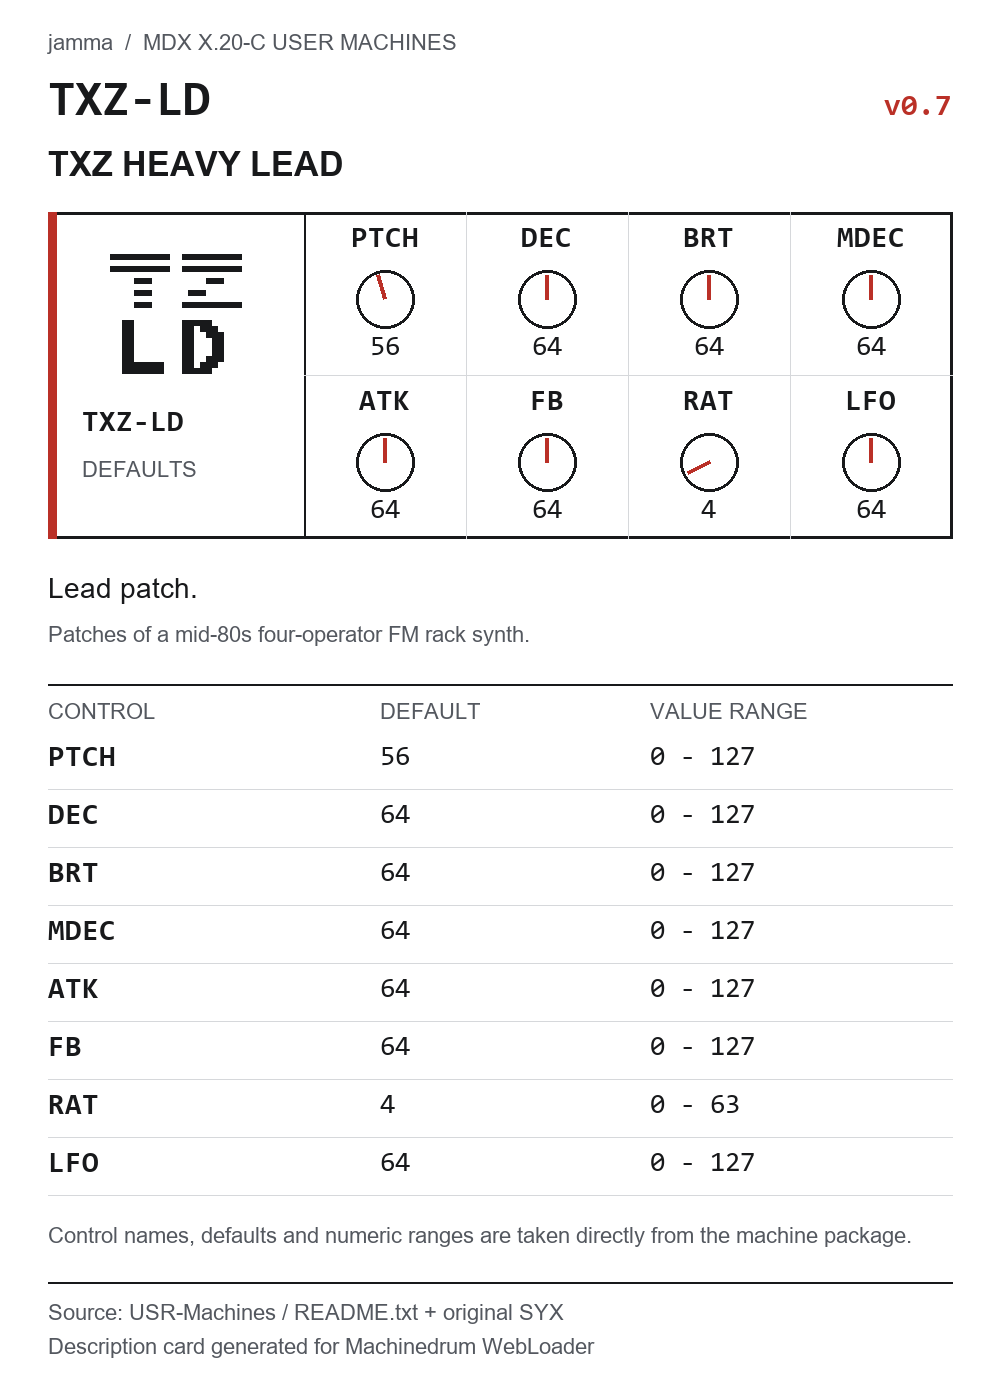 jamma / MDX X.20-C USER MACHINES
TXZ-LD
v0.7
TXZ HEAVY LEAD
TZ
LD
TXZ-LD
DEFAULTS
PTCH DEC BRT MDEC
56 64 64 64
ATK FB RAT LFO
64 64 4 64
Lead patch.
Patches of a mid-80s four-operator FM rack synth.
CONTROL DEFAULT VALUE RANGE
PTCH 56 0 - 127
DEC 64 0 - 127
BRT 64 0 - 127
MDEC 64 0 - 127
ATK 64 0 - 127
FB 64 0 - 127
RAT 4 0 - 63
LFO 64 0 - 127
Control names, defaults and numeric ranges are taken directly from the machine package.
Source: USR-Machines / README.txt + original SYX
Description card generated for Machinedrum WebLoader